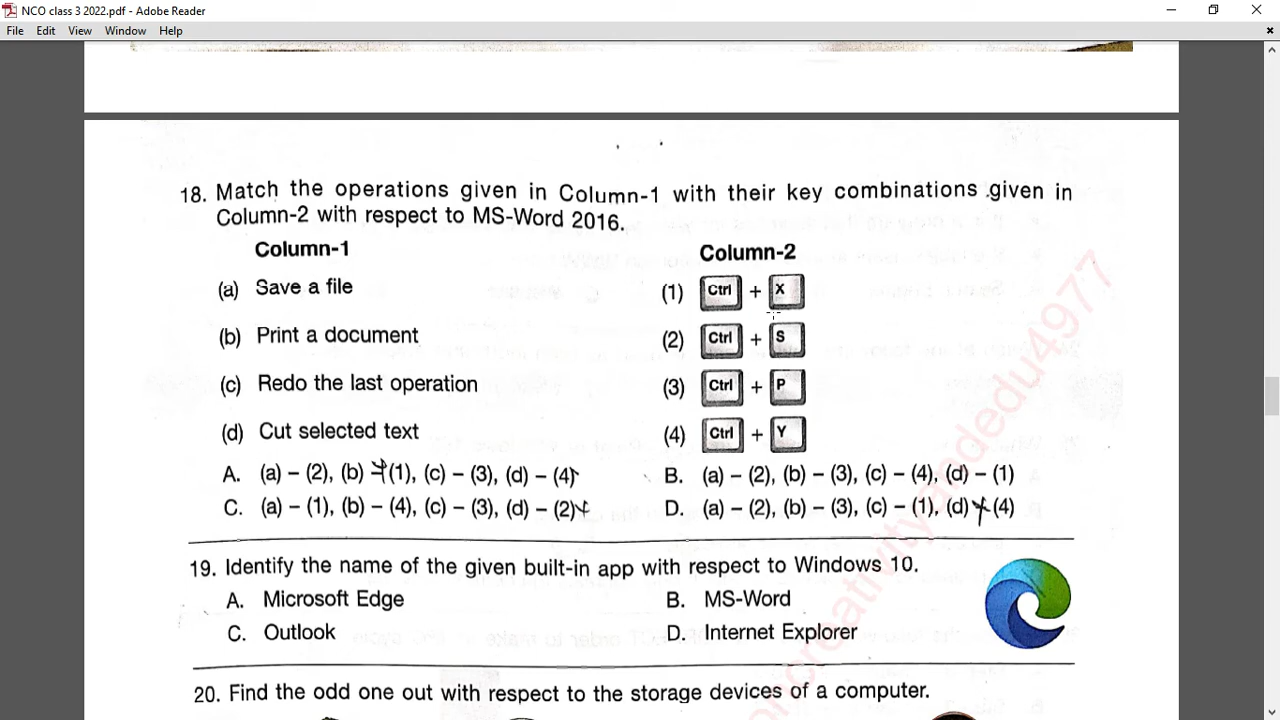 NCO class 3 2022.pdf - Adobe Reader
File Edit View Window Help
18. Match the operations given in Column-1 with their key combinations given in
Column-2 with respect to MS-Word 2016.
Column-1 Column-2
(a) Save a file (1) Ctrl + X
(b) Print a document (2) Ctrl + S
(c) Redo the last operation (3) Ctrl + P
(d) Cut selected text (4) Ctrl + Y
A. (a) – (2), (b) – (1), (c) – (3), (d) – (4) B. (a) – (2), (b) – (3), (c) – (4), (d) – (1)
C. (a) – (1), (b) – (4), (c) – (3), (d) – (2) D. (a) – (2), (b) – (3), (c) – (1), (d) – (4)
19. Identify the name of the given built-in app with respect to Windows 10.
A. Microsoft Edge B. MS-Word
C. Outlook D. Internet Explorer
20. Find the odd one out with respect to the storage devices of a computer.
oncreativityandedu4977